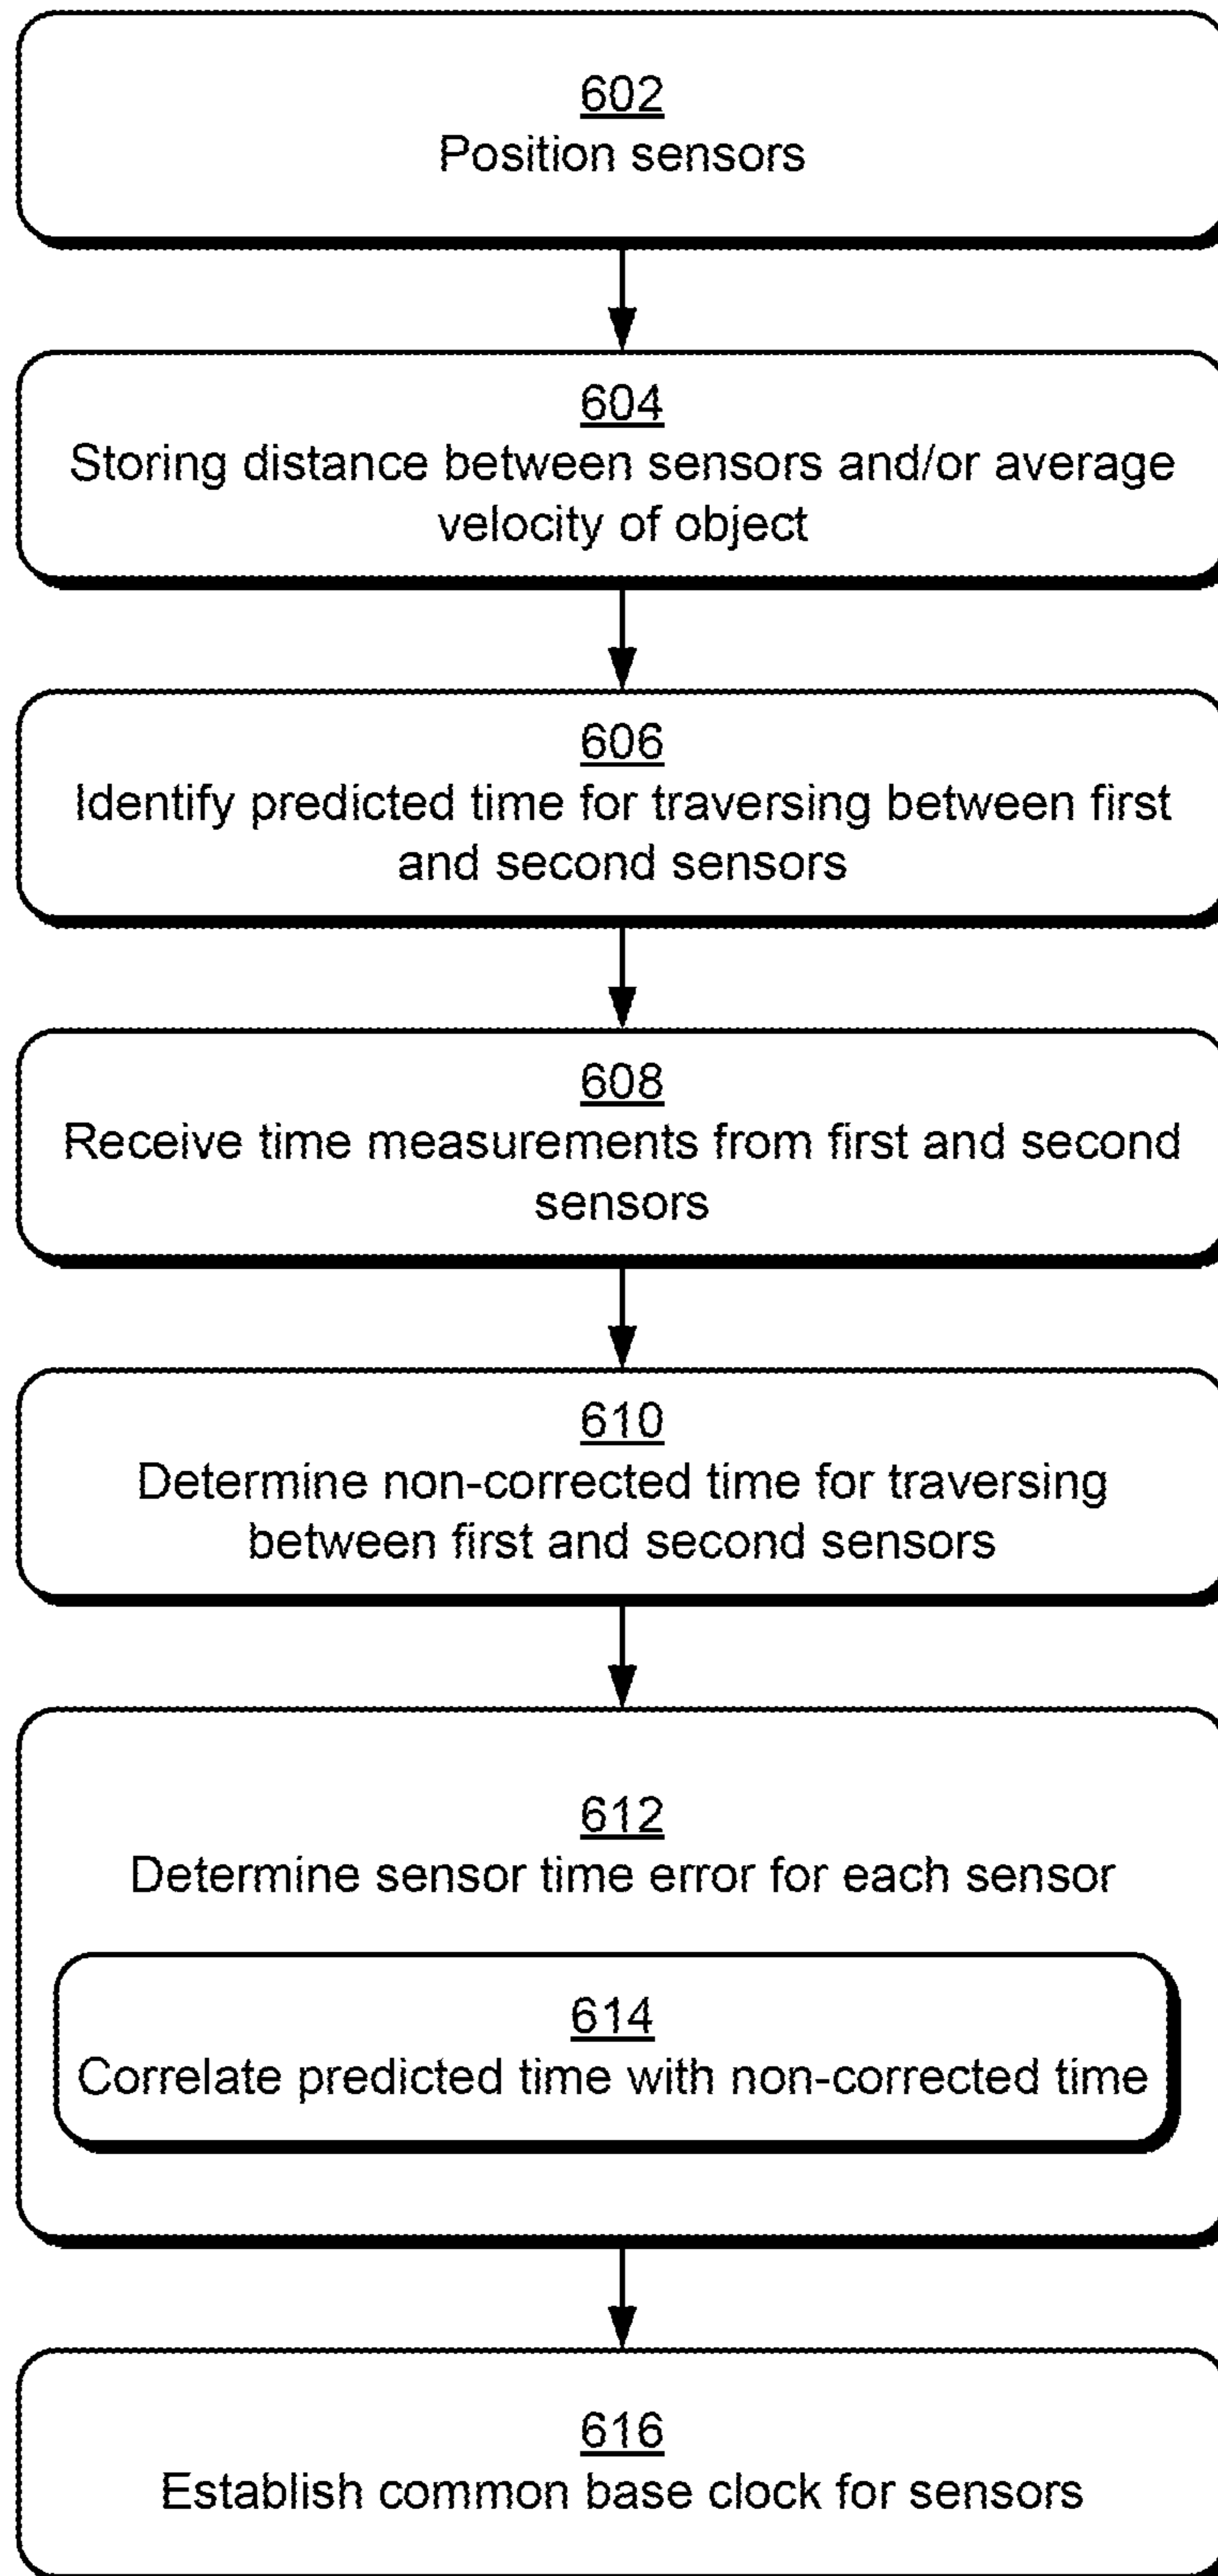 602
Position sensors
604
Storing distance between sensors and/or average
velocity of object
606
Identify predicted time for traversing between first
and second sensors
608
Receive time measurements from first and second
sensors
610
Determine non-corrected time for traversing
between first and second sensors
612
Determine sensor time error for each sensor
614
Correlate predicted time with non-corrected time
616
Establish common base clock for sensors